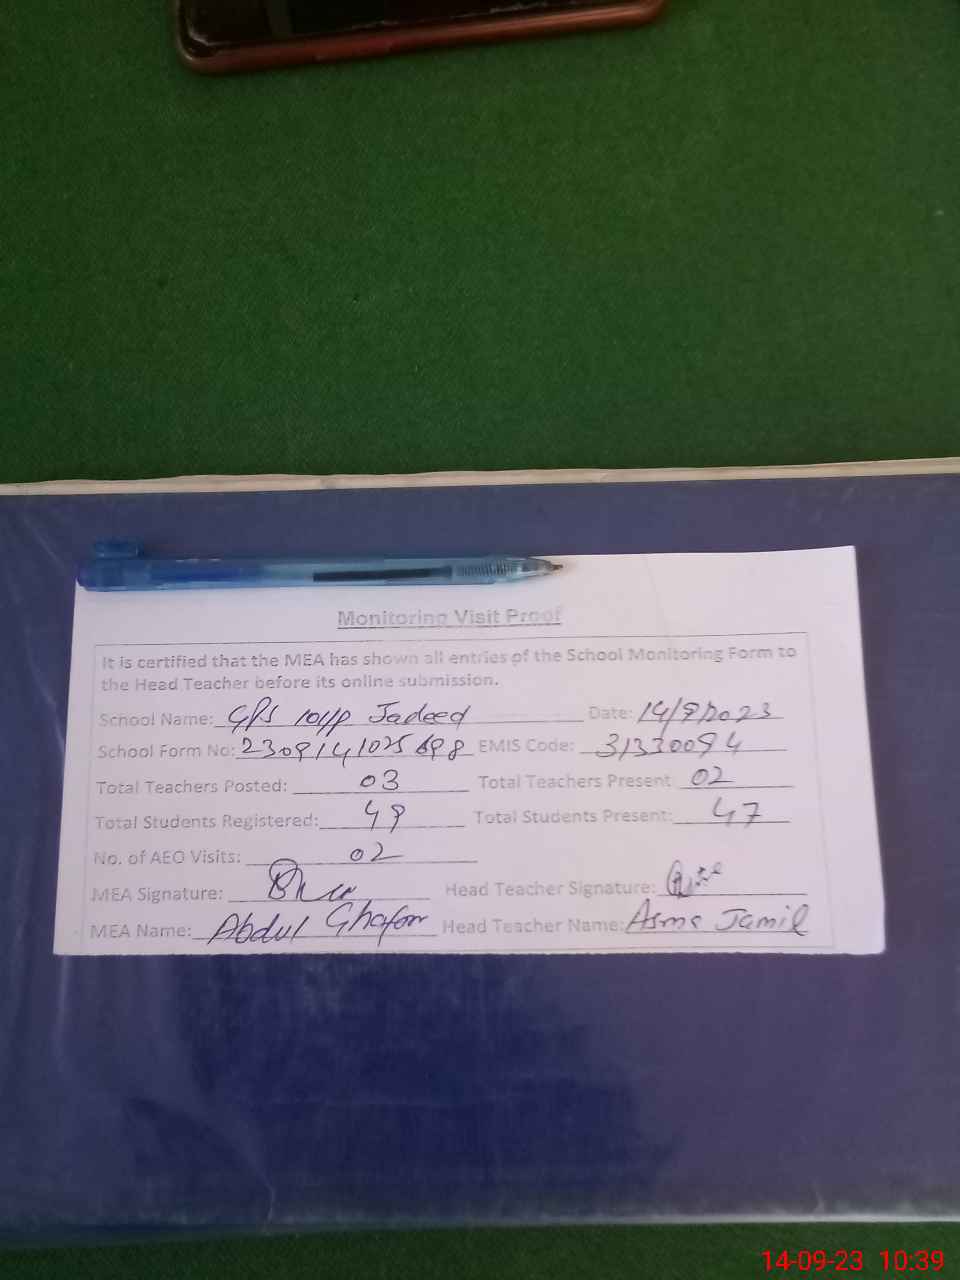 Monitoring Visit Proof
It is certified that the MEA has shown all entries of the School Monitoring Form to
the Head Teacher before its online submission.
School Name: GPS 101/P Jadeed Date: 14/9/2023
School Form No: 2309141025698 EMIS Code: 31330094
Total Teachers Posted: 03 Total Teachers Present: 02
Total Students Registered: 49 Total Students Present: 47
No. of AEO Visits: 02
MEA Signature: Head Teacher Signature:
MEA Name: Abdul Ghafoor Head Teacher Name: Asma Jamil
14-09-23 10:39